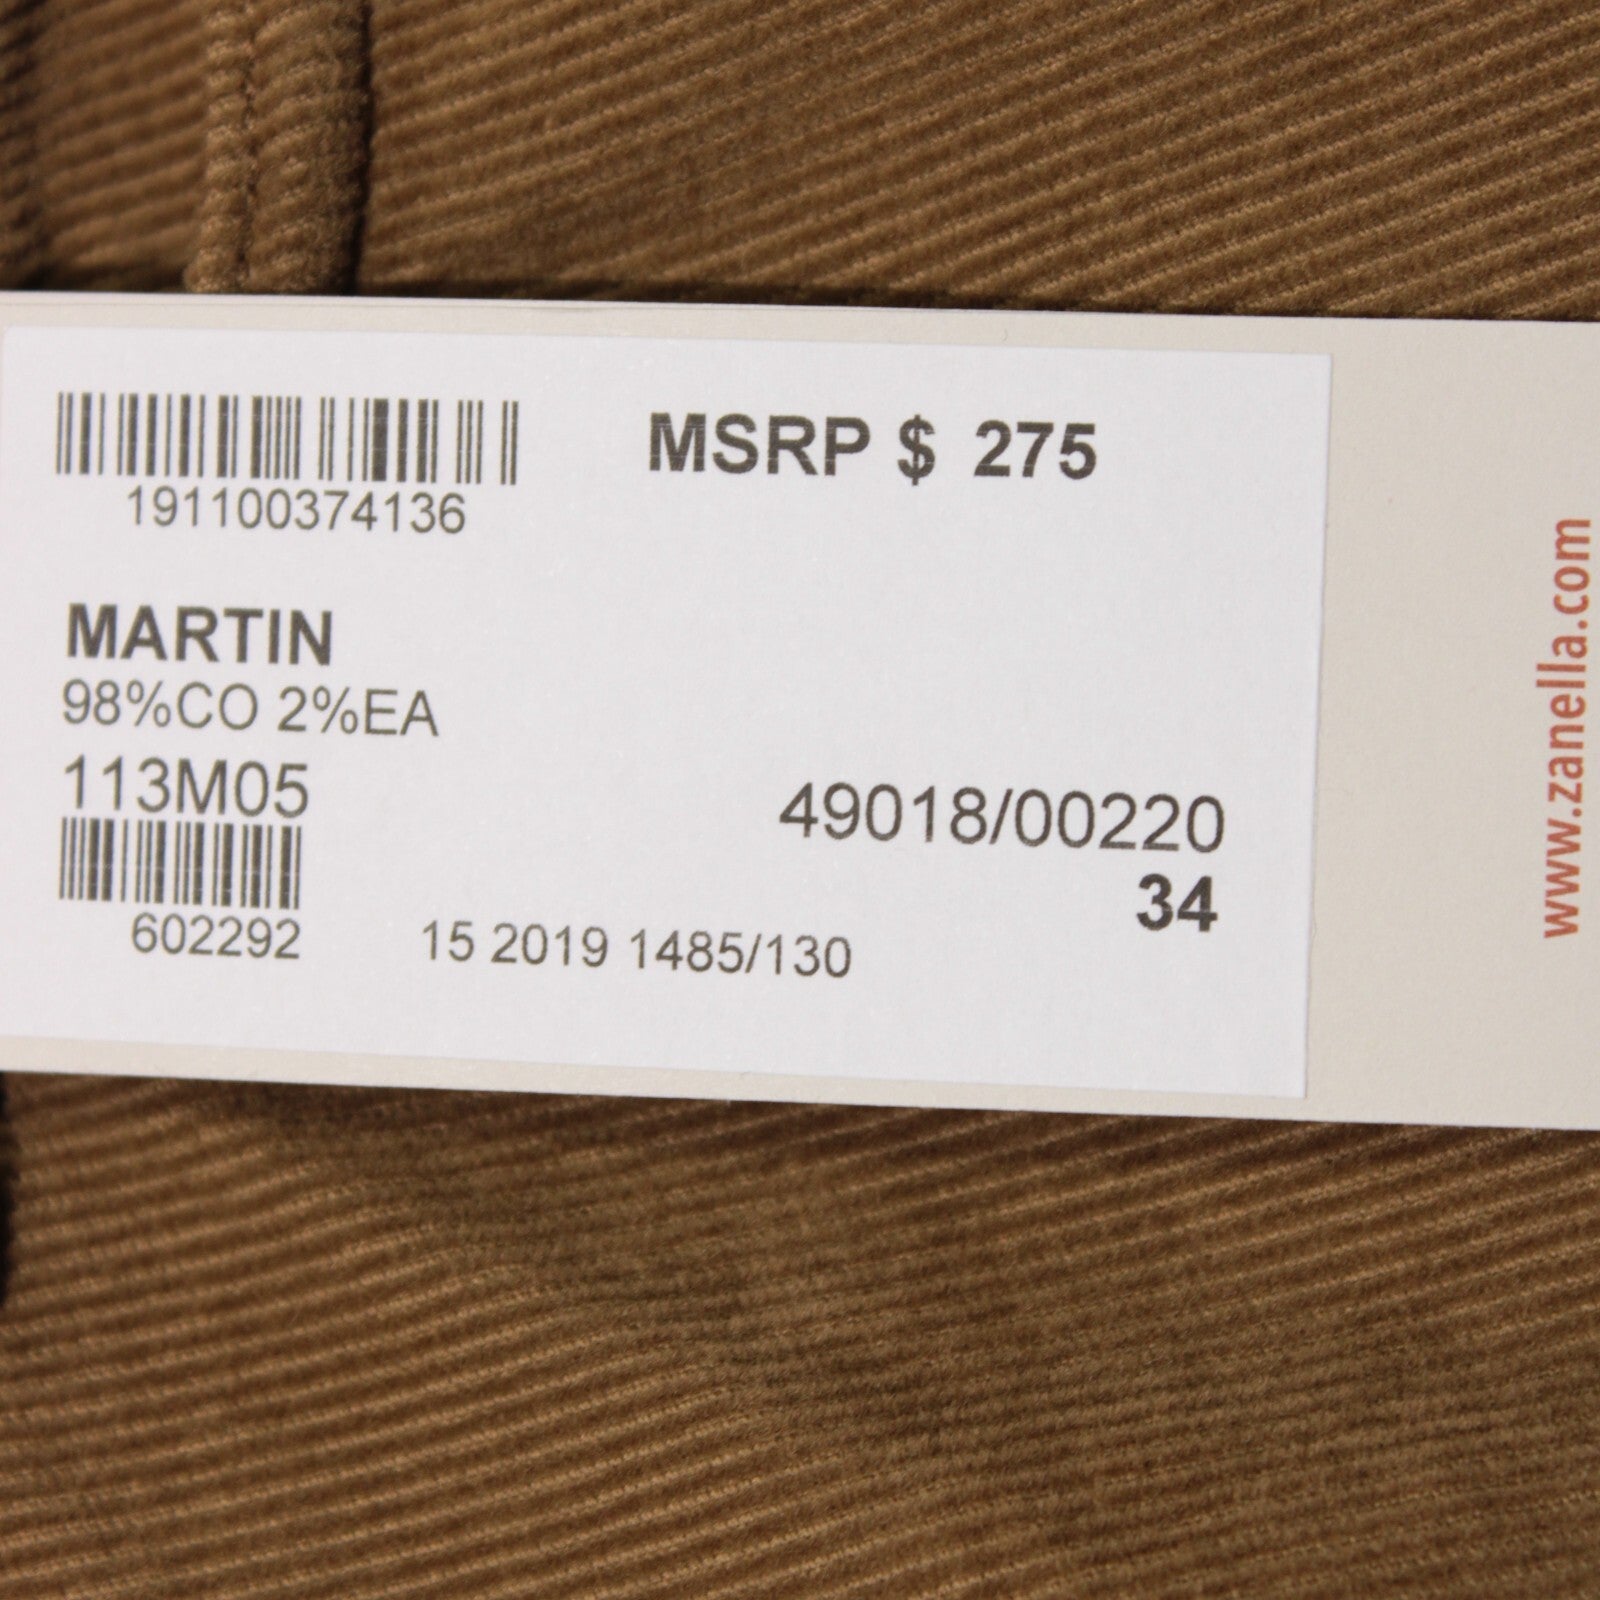 191100374136
MSRP $ 275
MARTIN
98%CO 2%EA
113M05
49018/00220
34
602292
15 2019 1485/130
www.zanella.com